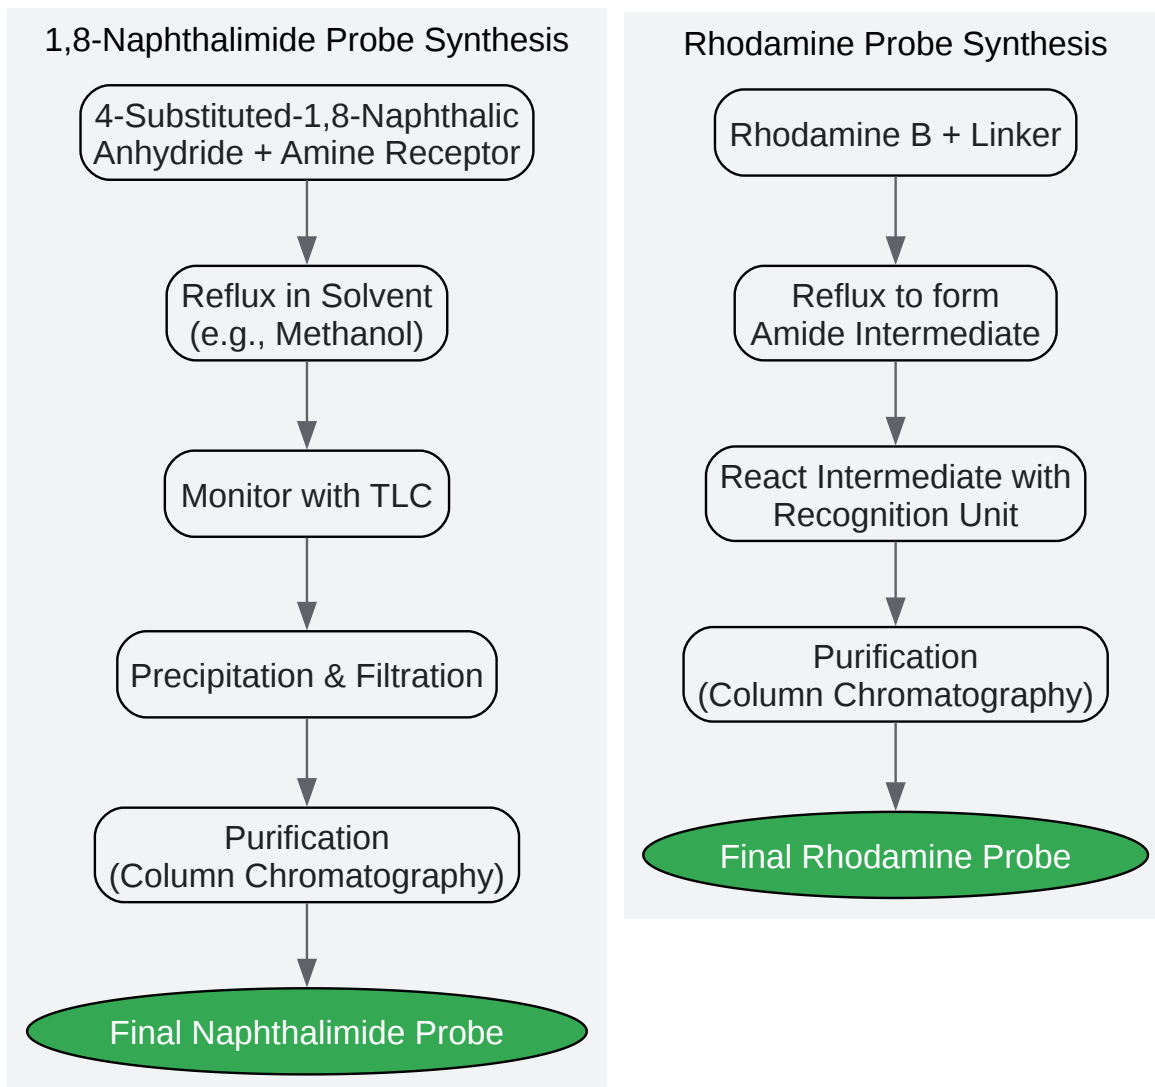 1,8-Naphthalimide Probe Synthesis
4-Substituted-1,8-Naphthalic
Anhydride + Amine Receptor
Reflux in Solvent
(e.g., Methanol)
Monitor with TLC
Precipitation & Filtration
Purification
(Column Chromatography)
Final Naphthalimide Probe
Rhodamine Probe Synthesis
Rhodamine B + Linker
Reflux to form
Amide Intermediate
React Intermediate with
Recognition Unit
Purification
(Column Chromatography)
Final Rhodamine Probe